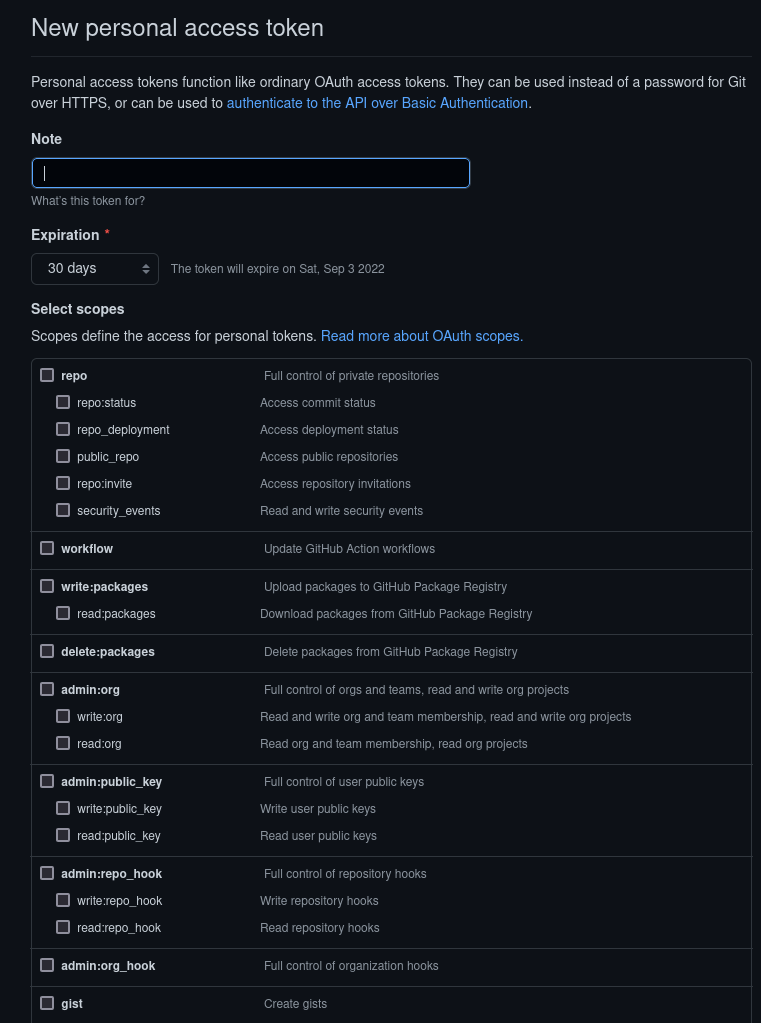 New personal access token
Personal access tokens function like ordinary OAuth access tokens. They can be used instead of a password for Git
over HTTPS, or can be used to authenticate to the API over Basic Authentication.
Note
What's this token for?
Expiration *
30 days The token will expire on Sat, Sep 3 2022
Select scopes
Scopes define the access for personal tokens. Read more about OAuth scopes.
repo Full control of private repositories
repo:status Access commit status
repo_deployment Access deployment status
public_repo Access public repositories
repo:invite Access repository invitations
security_events Read and write security events
workflow Update GitHub Action workflows
write:packages Upload packages to GitHub Package Registry
read:packages Download packages from GitHub Package Registry
delete:packages Delete packages from GitHub Package Registry
admin:org Full control of orgs and teams, read and write org projects
write:org Read and write org and team membership, read and write org projects
read:org Read org and team membership, read org projects
admin:public_key Full control of user public keys
write:public_key Write user public keys
read:public_key Read user public keys
admin:repo_hook Full control of repository hooks
write:repo_hook Write repository hooks
read:repo_hook Read repository hooks
admin:org_hook Full control of organization hooks
gist Create gists